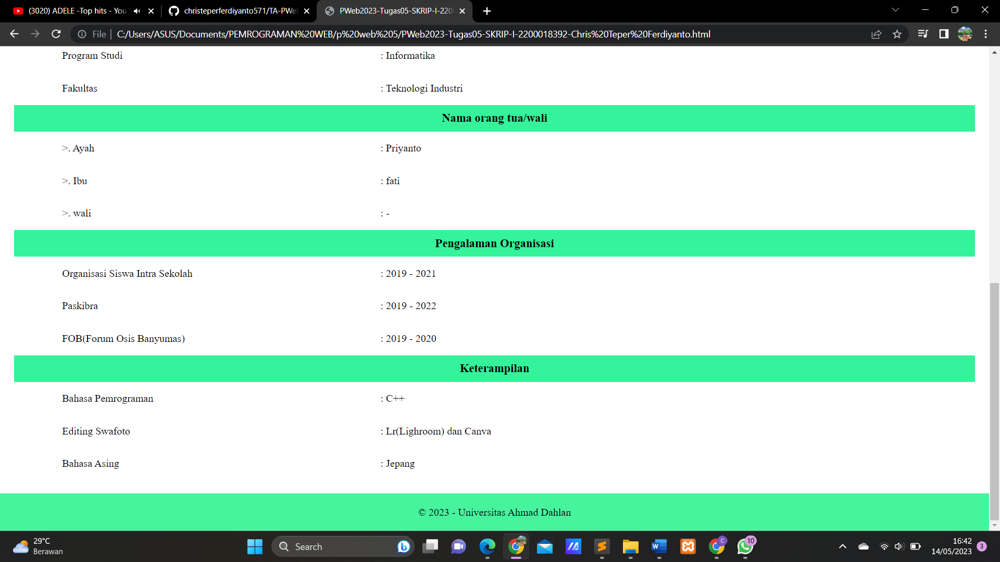 (3020) ADELE -Top hits - You
christeperferdiyanto571/TA-PWe
PWeb2023-Tugas05-SKRIP-I-220
File
C:/Users/ASUS/Documents/PEMROGRAMAN%20WEB/p%20web%205/PWeb2023-Tugas05-SKRIP-I-2200018392-Chris%20Teper%20Ferdiyanto.html
Program Studi : Informatika
Fakultas : Teknologi Industri
Nama orang tua/wali
>. Ayah : Priyanto
>. Ibu : fati
>. wali : -
Pengalaman Organisasi
Organisasi Siswa Intra Sekolah : 2019 - 2021
Paskibra : 2019 - 2022
FOB(Forum Osis Banyumas) : 2019 - 2020
Keterampilan
Bahasa Pemrograman : C++
Editing Swafoto : Lr(Lighroom) dan Canva
Bahasa Asing : Jepang
© 2023 - Universitas Ahmad Dahlan
29°C
Berawan
Search
C
10
16:42
14/05/2023
3